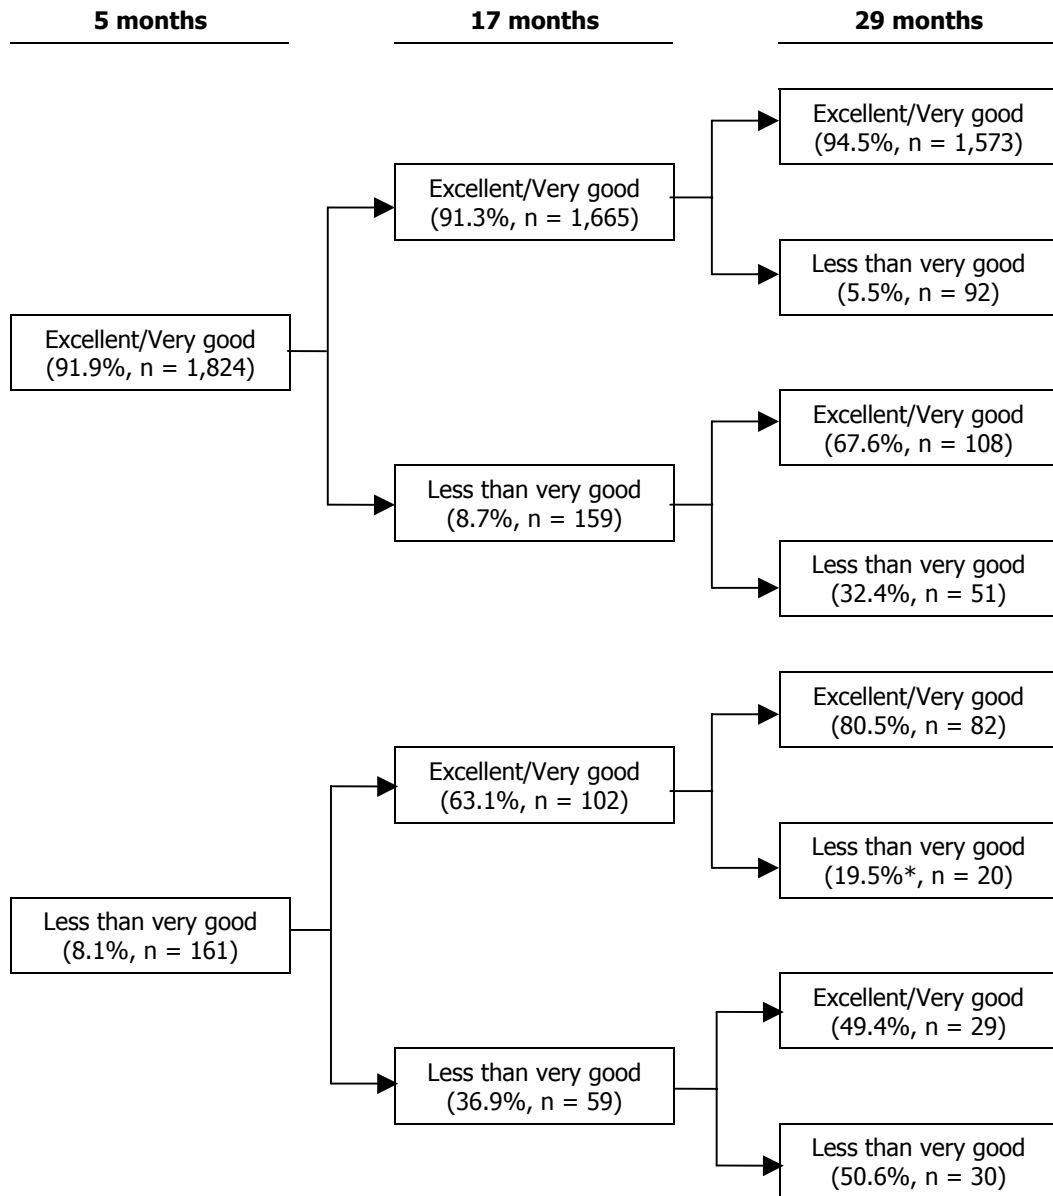 5 months
17 months
29 months
Excellent/Very good
(94.5%, n = 1,573)
Excellent/Very good
(91.3%, n = 1,665)
Less than very good
(5.5%, n = 92)
Excellent/Very good
(91.9%, n = 1,824)
Excellent/Very good
(67.6%, n = 108)
Less than very good
(8.7%, n = 159)
Less than very good
(32.4%, n = 51)
Excellent/Very good
(80.5%, n = 82)
Excellent/Very good
(63.1%, n = 102)
Less than very good
(19.5%*, n = 20)
Less than very good
(8.1%, n = 161)
Excellent/Very good
(49.4%, n = 29)
Less than very good
(36.9%, n = 59)
Less than very good
(50.6%, n = 30)